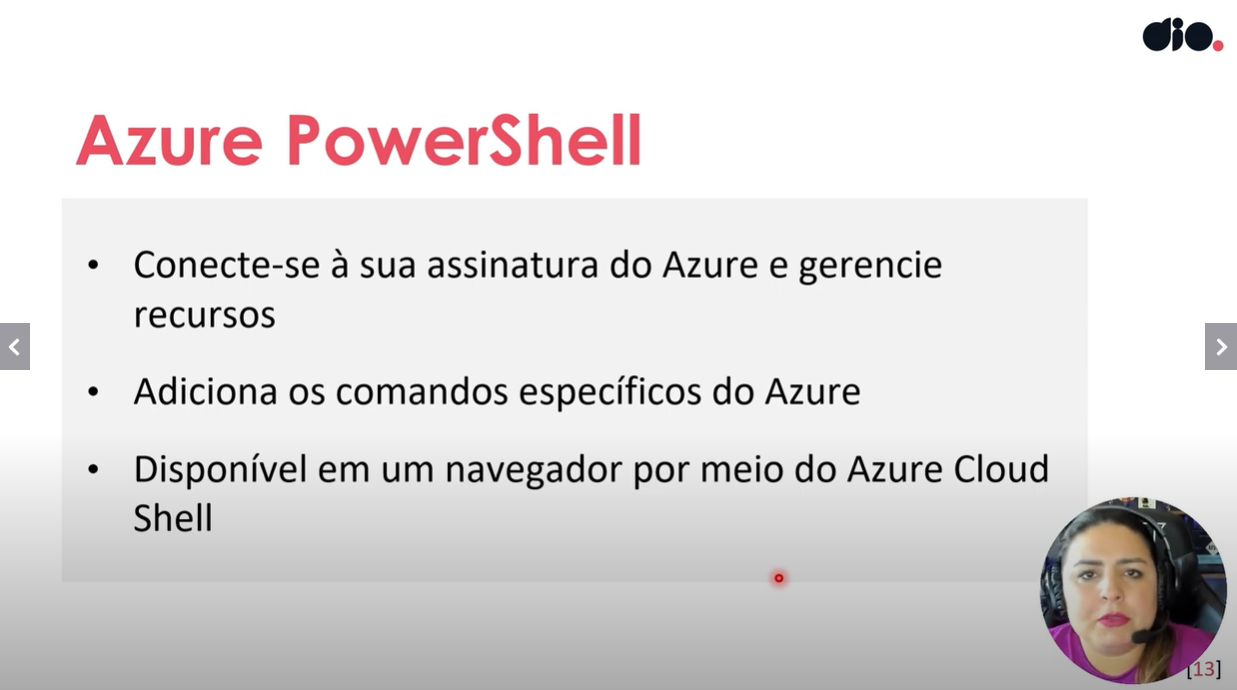 dio.
Azure PowerShell
• Conecte-se à sua assinatura do Azure e gerencie
recursos
• Adiciona os comandos específicos do Azure
• Disponível em um navegador por meio do Azure Cloud
Shell
[13]